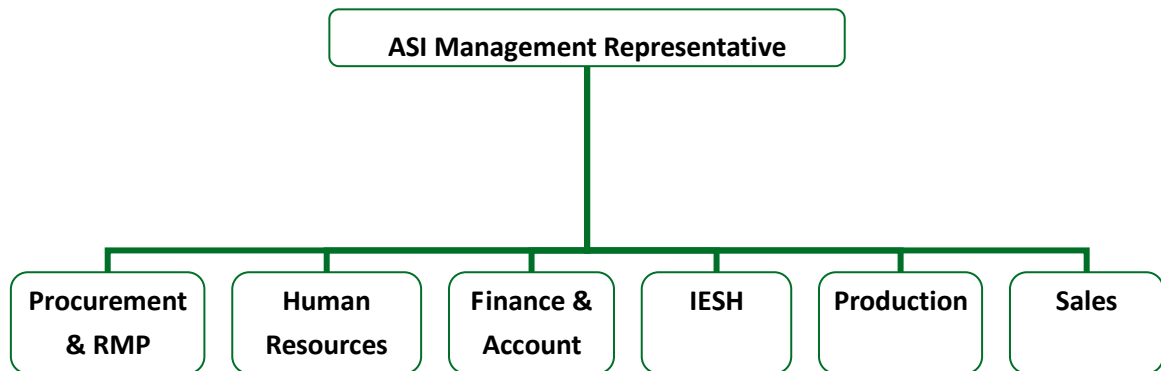 ASI Management Representative
Procurement
& RMP
Human
Resources
Finance &
Account
IESH
Production
Sales